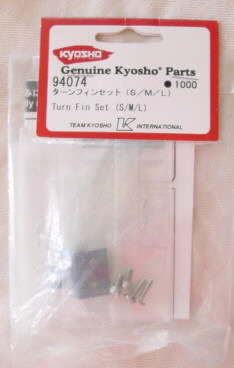 KYOSHO
Genuine Kyosho® Parts
94074
●1000
ターンフィンセット(S/M/L)
Turn Fin Set (S/M/L)
TEAM KYOSHO K INTERNATIONAL